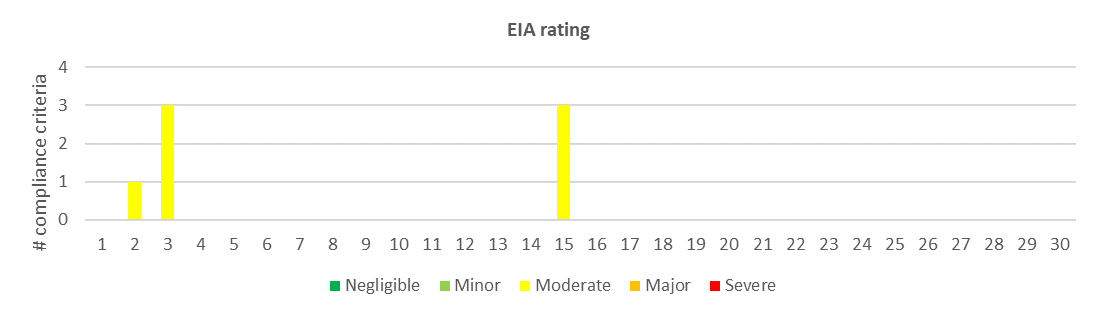 EIA rating
# compliance criteria
4
3
2
1
0
1 2 3 4 5 6 7 8 9 10 11 12 13 14 15 16 17 18 19 20 21 22 23 24 25 26 27 28 29 30
Negligible Minor Moderate Major Severe